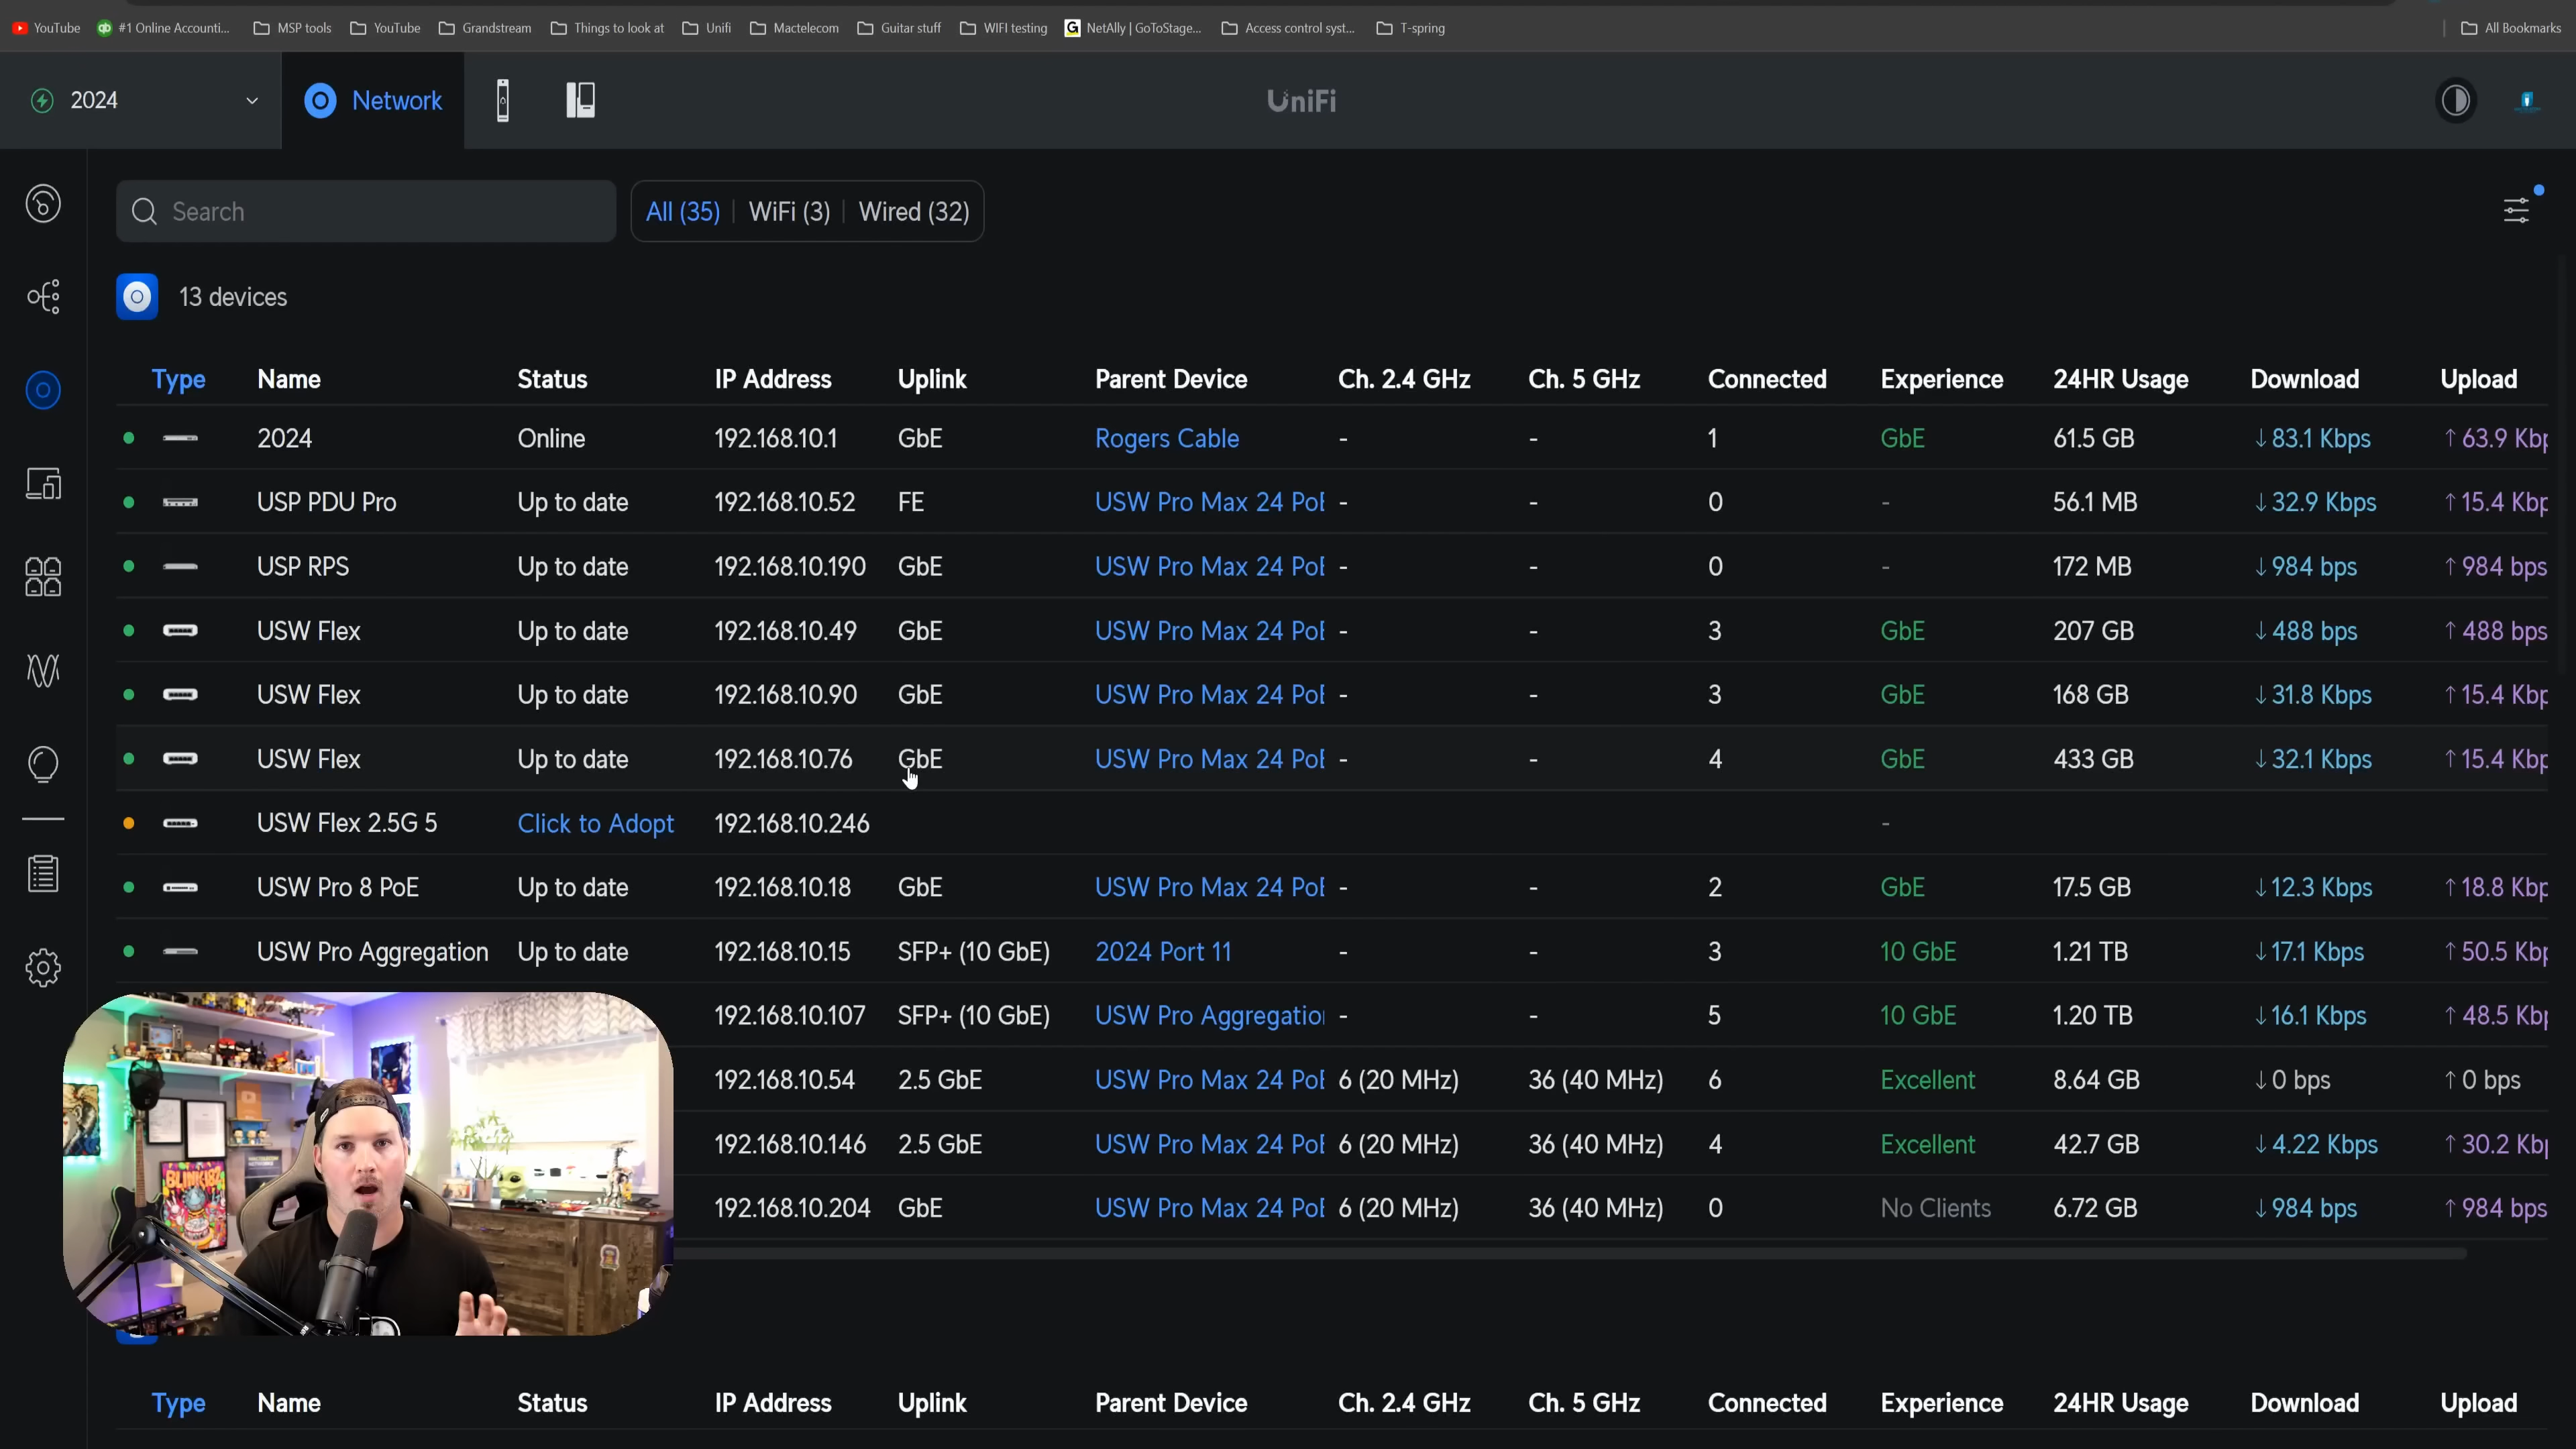 YouTube #1 Online Accounti... MSP tools YouTube Grandstream Things to look at Unifi Mactelecom Guitar stuff WIFI testing NetAlly | GoToStage... Access control syst... T-spring All Bookmarks
2024 Network UniFi
Search All (35) WiFi (3) Wired (32)
13 devices
Type Name Status IP Address Uplink Parent Device Ch. 2.4 GHz Ch. 5 GHz Connected Experience 24HR Usage Download Upload
2024 Online 192.168.10.1 GbE Rogers Cable - - 1 GbE 61.5 GB ↓ 83.1 Kbps ↑ 63.9 Kbp
USP PDU Pro Up to date 192.168.10.52 FE USW Pro Max 24 PoE - - 0 - 56.1 MB ↓ 32.9 Kbps ↑ 15.4 Kbp
USP RPS Up to date 192.168.10.190 GbE USW Pro Max 24 PoE - - 0 - 172 MB ↓ 984 bps ↑ 984 bps
USW Flex Up to date 192.168.10.49 GbE USW Pro Max 24 PoE - - 3 GbE 207 GB ↓ 488 bps ↑ 488 bps
USW Flex Up to date 192.168.10.90 GbE USW Pro Max 24 PoE - - 3 GbE 168 GB ↓ 31.8 Kbps ↑ 15.4 Kbp
USW Flex Up to date 192.168.10.76 GbE USW Pro Max 24 PoE - - 4 GbE 433 GB ↓ 32.1 Kbps ↑ 15.4 Kbp
USW Flex 2.5G 5 Click to Adopt 192.168.10.246 -
USW Pro 8 PoE Up to date 192.168.10.18 GbE USW Pro Max 24 PoE - - 2 GbE 17.5 GB ↓ 12.3 Kbps ↑ 18.8 Kbp
USW Pro Aggregation Up to date 192.168.10.15 SFP+ (10 GbE) 2024 Port 11 - - 3 10 GbE 1.21 TB ↓ 17.1 Kbps ↑ 50.5 Kbp
192.168.10.107 SFP+ (10 GbE) USW Pro Aggregation - - 5 10 GbE 1.20 TB ↓ 16.1 Kbps ↑ 48.5 Kbp
192.168.10.54 2.5 GbE USW Pro Max 24 PoE 6 (20 MHz) 36 (40 MHz) 6 Excellent 8.64 GB ↓ 0 bps ↑ 0 bps
192.168.10.146 2.5 GbE USW Pro Max 24 PoE 6 (20 MHz) 36 (40 MHz) 4 Excellent 42.7 GB ↓ 4.22 Kbps ↑ 30.2 Kbp
192.168.10.204 GbE USW Pro Max 24 PoE 6 (20 MHz) 36 (40 MHz) 0 No Clients 6.72 GB ↓ 984 bps ↑ 984 bps
BLINK182
Type Name Status IP Address Uplink Parent Device Ch. 2.4 GHz Ch. 5 GHz Connected Experience 24HR Usage Download Upload